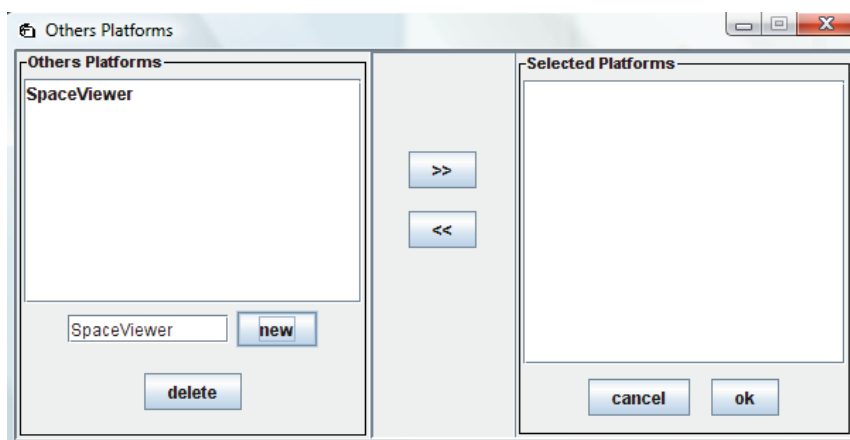 Others Platforms
Others Platforms
SpaceViewer
SpaceViewer
new
delete
>>
<<
Selected Platforms
cancel
ok